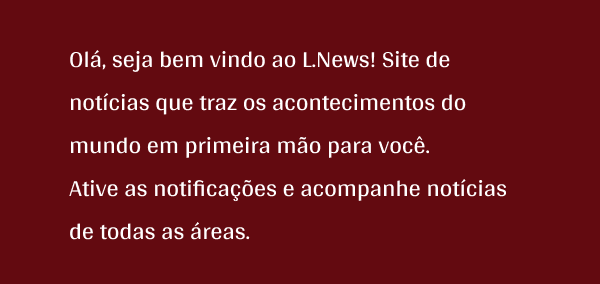 Olá, seja bem vindo ao L.News! Site de
notícias que traz os acontecimentos do
mundo em primeira mão para você.
Ative as notificações e acompanhe notícias
de todas as áreas.